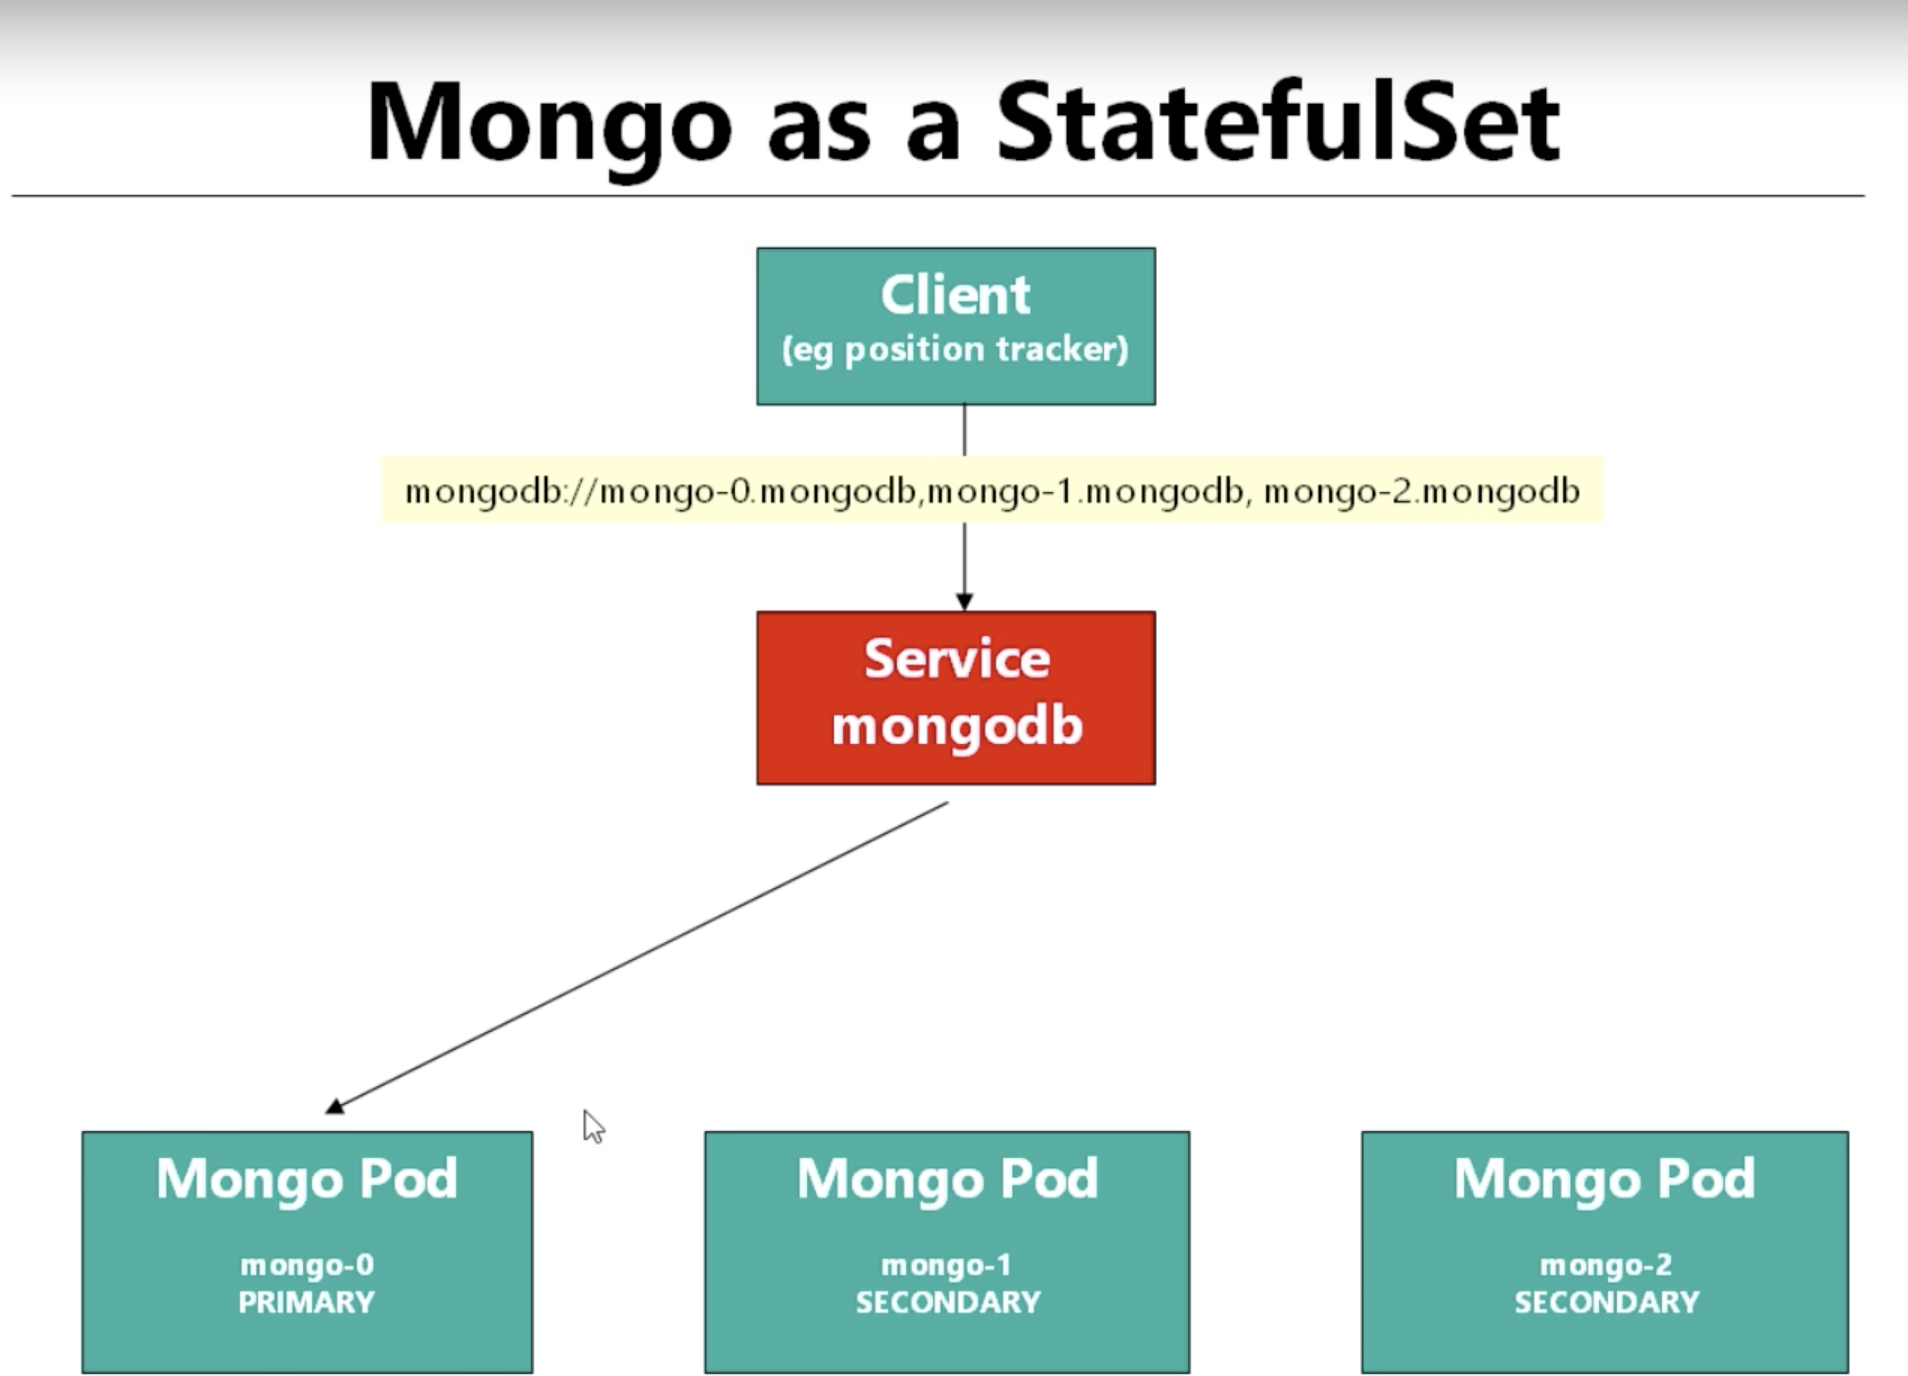 Mongo as a StatefulSet
Client
(eg position tracker)
mongodb://mongo-0.mongodb,mongo-1.mongodb, mongo-2.mongodb
Service
mongodb
Mongo Pod
mongo-0
PRIMARY
Mongo Pod
mongo-1
SECONDARY
Mongo Pod
mongo-2
SECONDARY